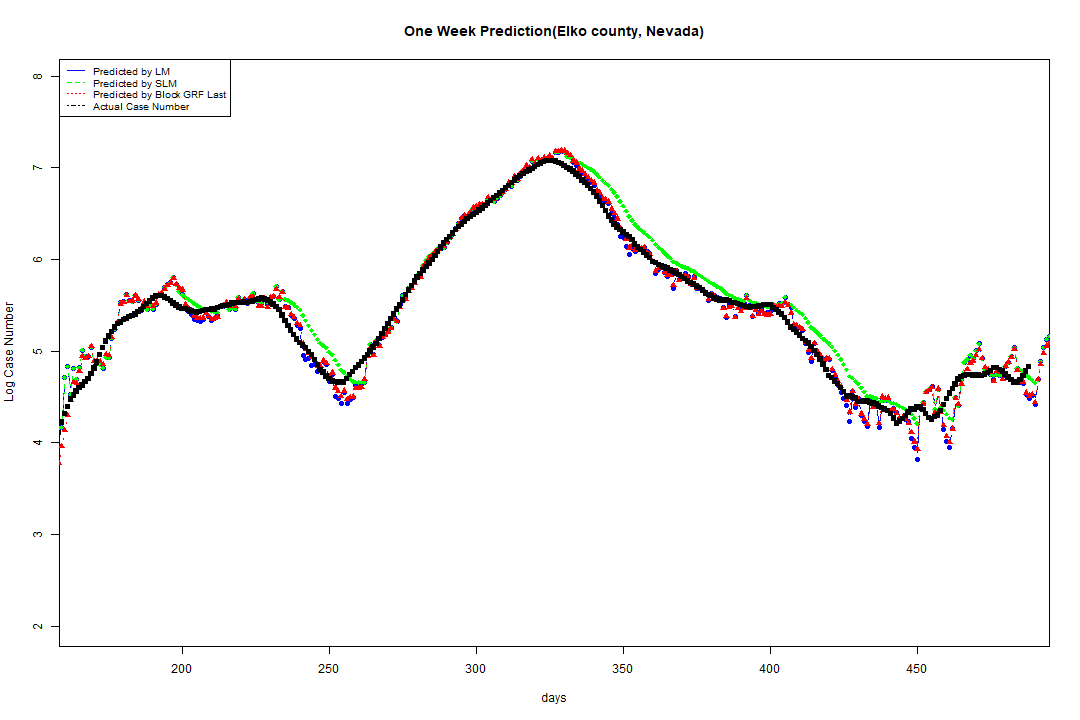 One Week Prediction(Elko county, Nevada)
Predicted by LM
Predicted by SLM
Predicted by Block GRF Last
Actual Case Number
8
7
6
5
4
3
2
Log Case Number
200
250
300
350
400
450
days